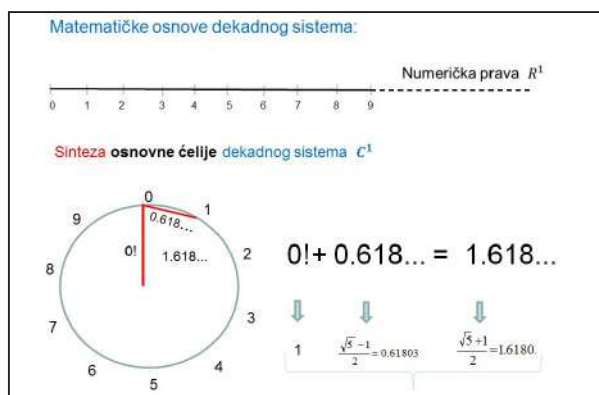 Matematičke osnove dekadnog sistema:
Numerička prava R¹
0 1 2 3 4 5 6 7 8 9
Sinteza osnovne ćelije dekadnog sistema C¹
0
1
2
3
4
5
6
7
8
9
0.618...
0!
1.618...
0!+ 0.618... = 1.618...
1
(√5 −1)/2 = 0.61803
(√5 +1)/2 =1.6180.